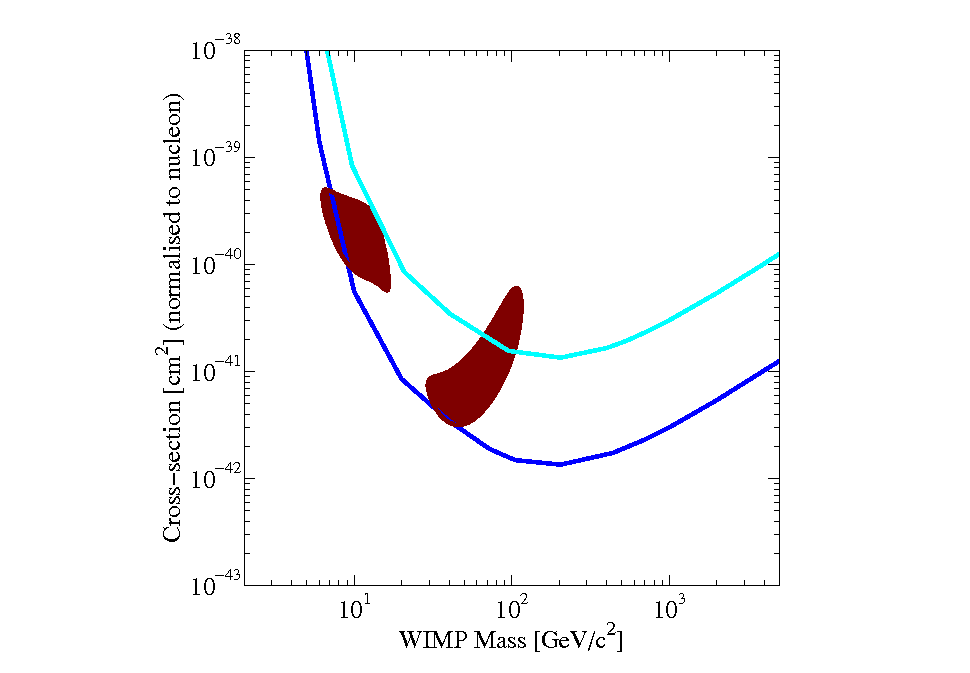 10^-38
10^-39
10^-40
10^-41
10^-42
10^-43
Cross-section [cm^2] (normalised to nucleon)
10^1 10^2 10^3
WIMP Mass [GeV/c^2]